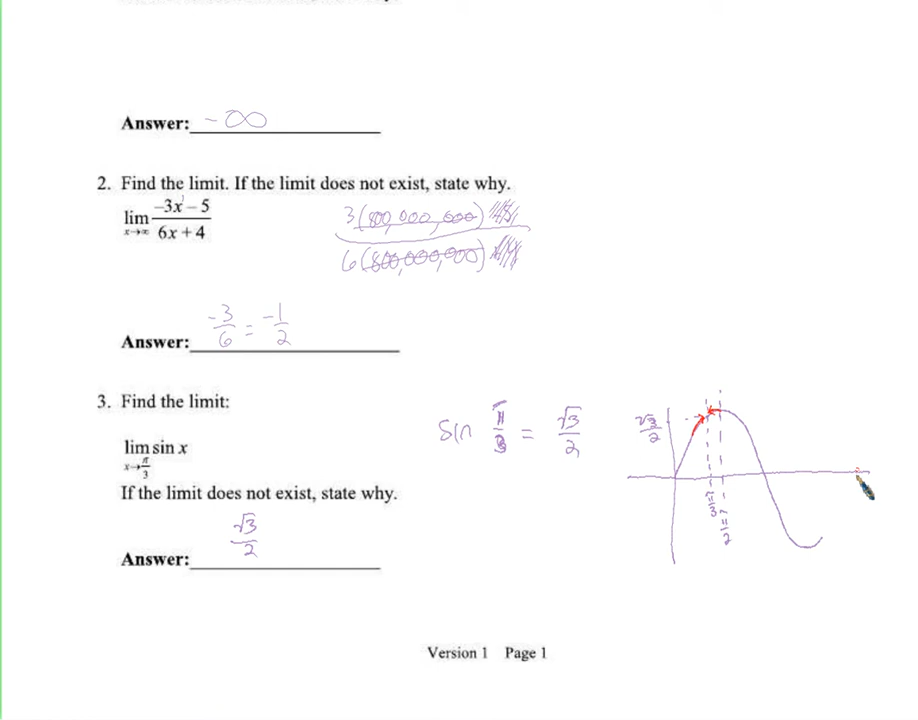 Answer: -∞
2. Find the limit. If the limit does not exist, state why.
lim x→∞ (-3x - 5)/(6x + 4)
3(800,000,000)
6(800,000,000)
-3/6 = -1/2
Answer:
3. Find the limit:
lim sin x
x→π/3
sin π/3 = √3/2
√3/2
π/3
π/2
If the limit does not exist, state why.
√3/2
Answer:
Version 1 Page 1